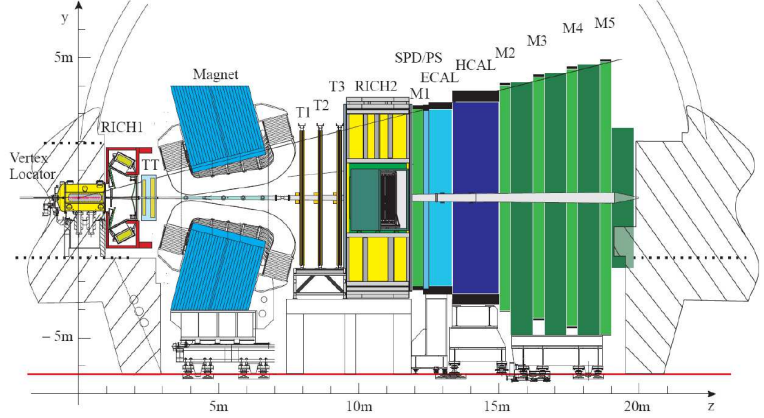 y
5m
Magnet
SPD/PS
ECAL
HCAL
M1
M2
M3
M4
M5
T1
T2
T3
RICH2
RICH1
TT
Vertex
Locator
- 5m
5m
10m
15m
20m
z